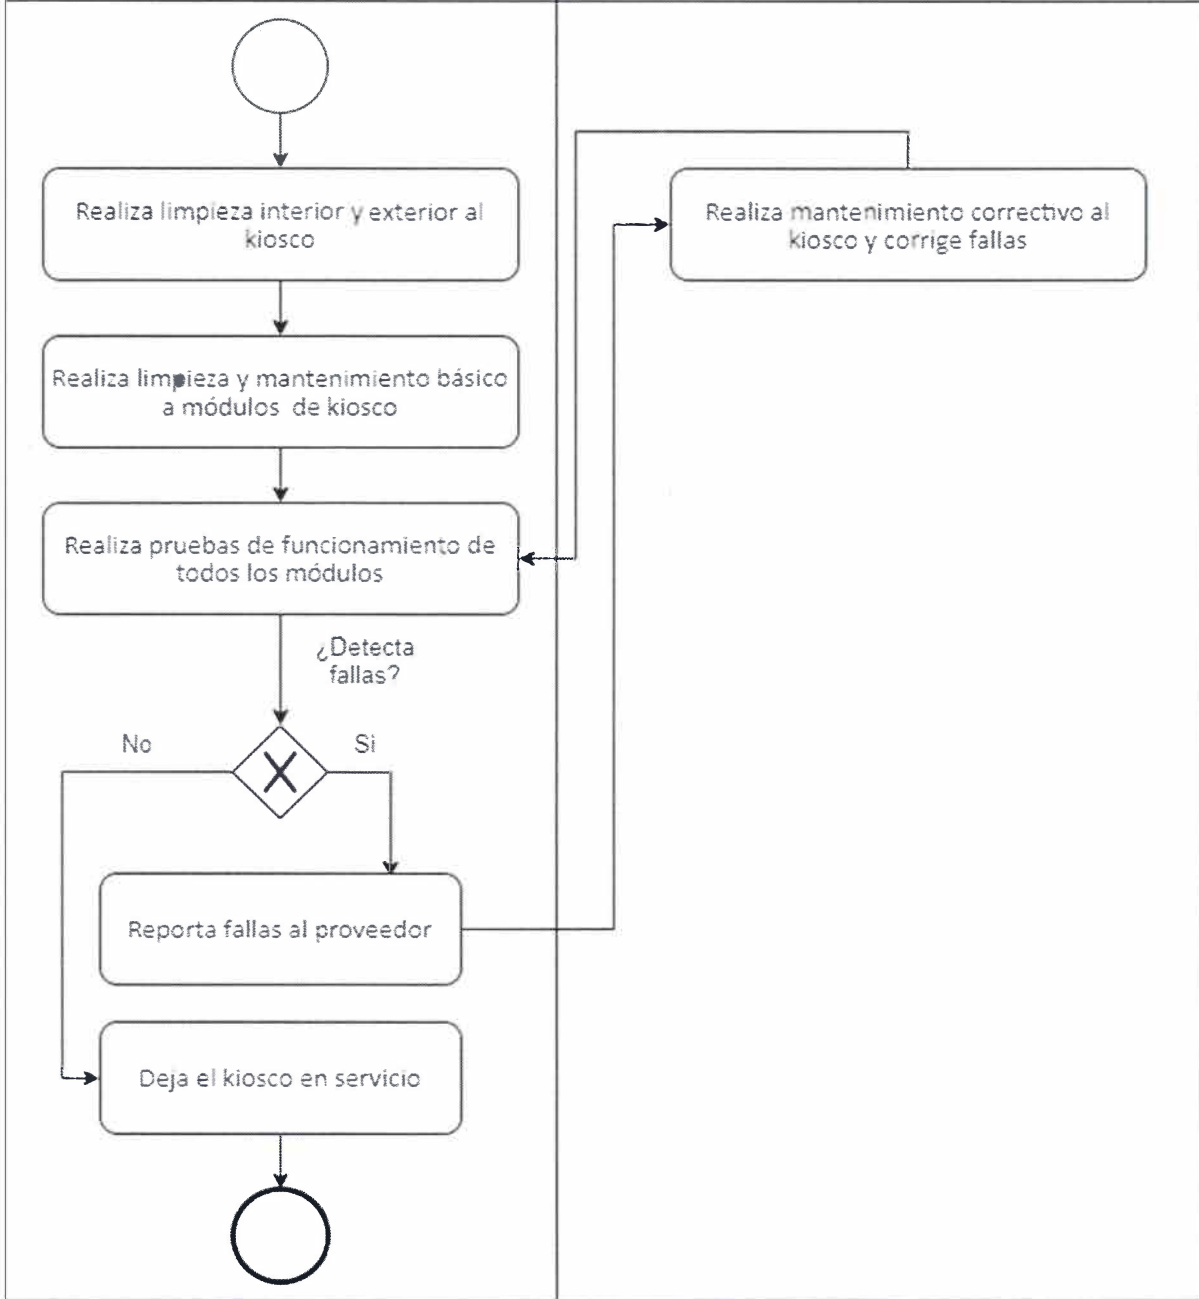 Realiza limpieza interior y exterior al
kiosco
Realiza mantenimiento correctivo al
kiosco y corrige fallas
Realiza limpieza y mantenimiento básico
a módulos de kiosco
Realiza pruebas de funcionamiento de
todos los módulos
¿Detecta
fallas?
No
Si
Reporta fallas al proveedor
Deja el kiosco en servicio